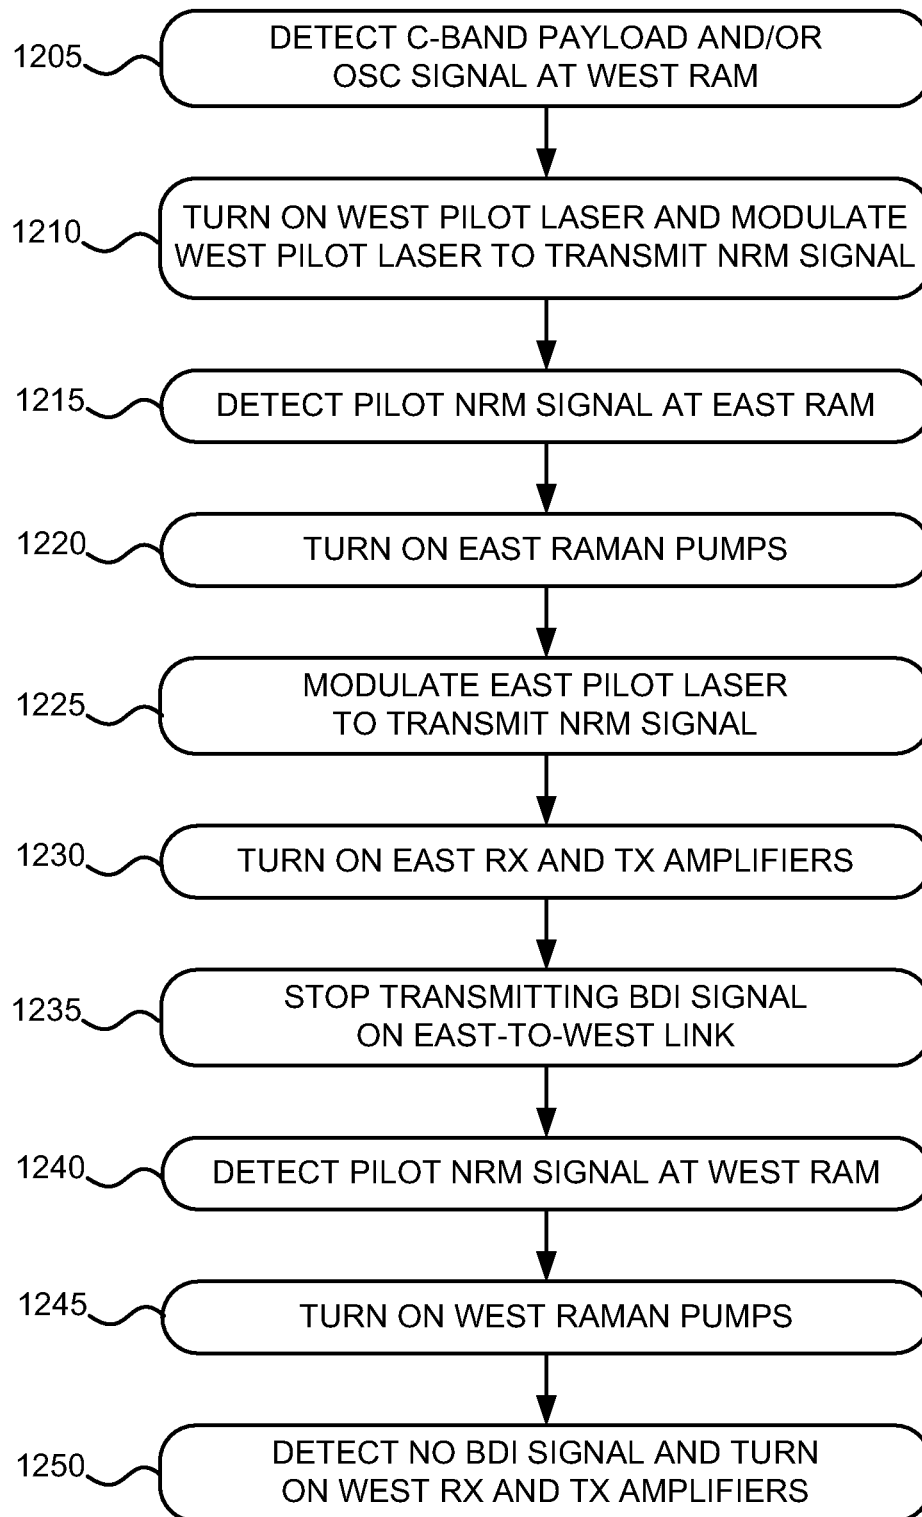 1205
DETECT C-BAND PAYLOAD AND/OR
OSC SIGNAL AT WEST RAM
1210
TURN ON WEST PILOT LASER AND MODULATE
WEST PILOT LASER TO TRANSMIT NRM SIGNAL
1215
DETECT PILOT NRM SIGNAL AT EAST RAM
1220
TURN ON EAST RAMAN PUMPS
1225
MODULATE EAST PILOT LASER
TO TRANSMIT NRM SIGNAL
1230
TURN ON EAST RX AND TX AMPLIFIERS
1235
STOP TRANSMITTING BDI SIGNAL
ON EAST-TO-WEST LINK
1240
DETECT PILOT NRM SIGNAL AT WEST RAM
1245
TURN ON WEST RAMAN PUMPS
1250
DETECT NO BDI SIGNAL AND TURN
ON WEST RX AND TX AMPLIFIERS